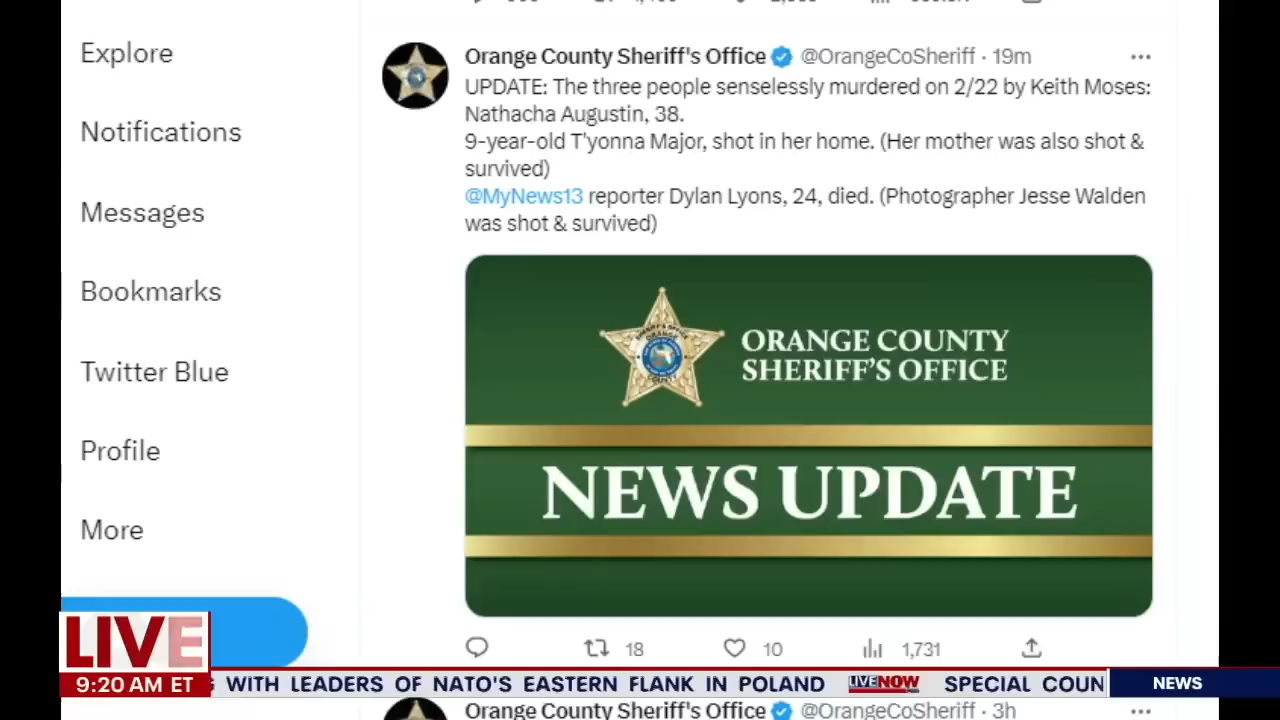 Explore
Notifications
Messages
Bookmarks
Twitter Blue
Profile
More
Orange County Sheriff's Office @OrangeCoSheriff · 19m
UPDATE: The three people senselessly murdered on 2/22 by Keith Moses:
Nathacha Augustin, 38.
9-year-old T'yonna Major, shot in her home. (Her mother was also shot &
survived)
@MyNews13 reporter Dylan Lyons, 24, died. (Photographer Jesse Walden
was shot & survived)
ORANGE COUNTY
SHERIFF'S OFFICE
NEWS UPDATE
18 10 1,731
LIVE
9:20 AM ET
WITH LEADERS OF NATO'S EASTERN FLANK IN POLAND LIVENOW SPECIAL COUN
NEWS
Orange County Sheriff's Office @OrangeCoSheriff · 3h